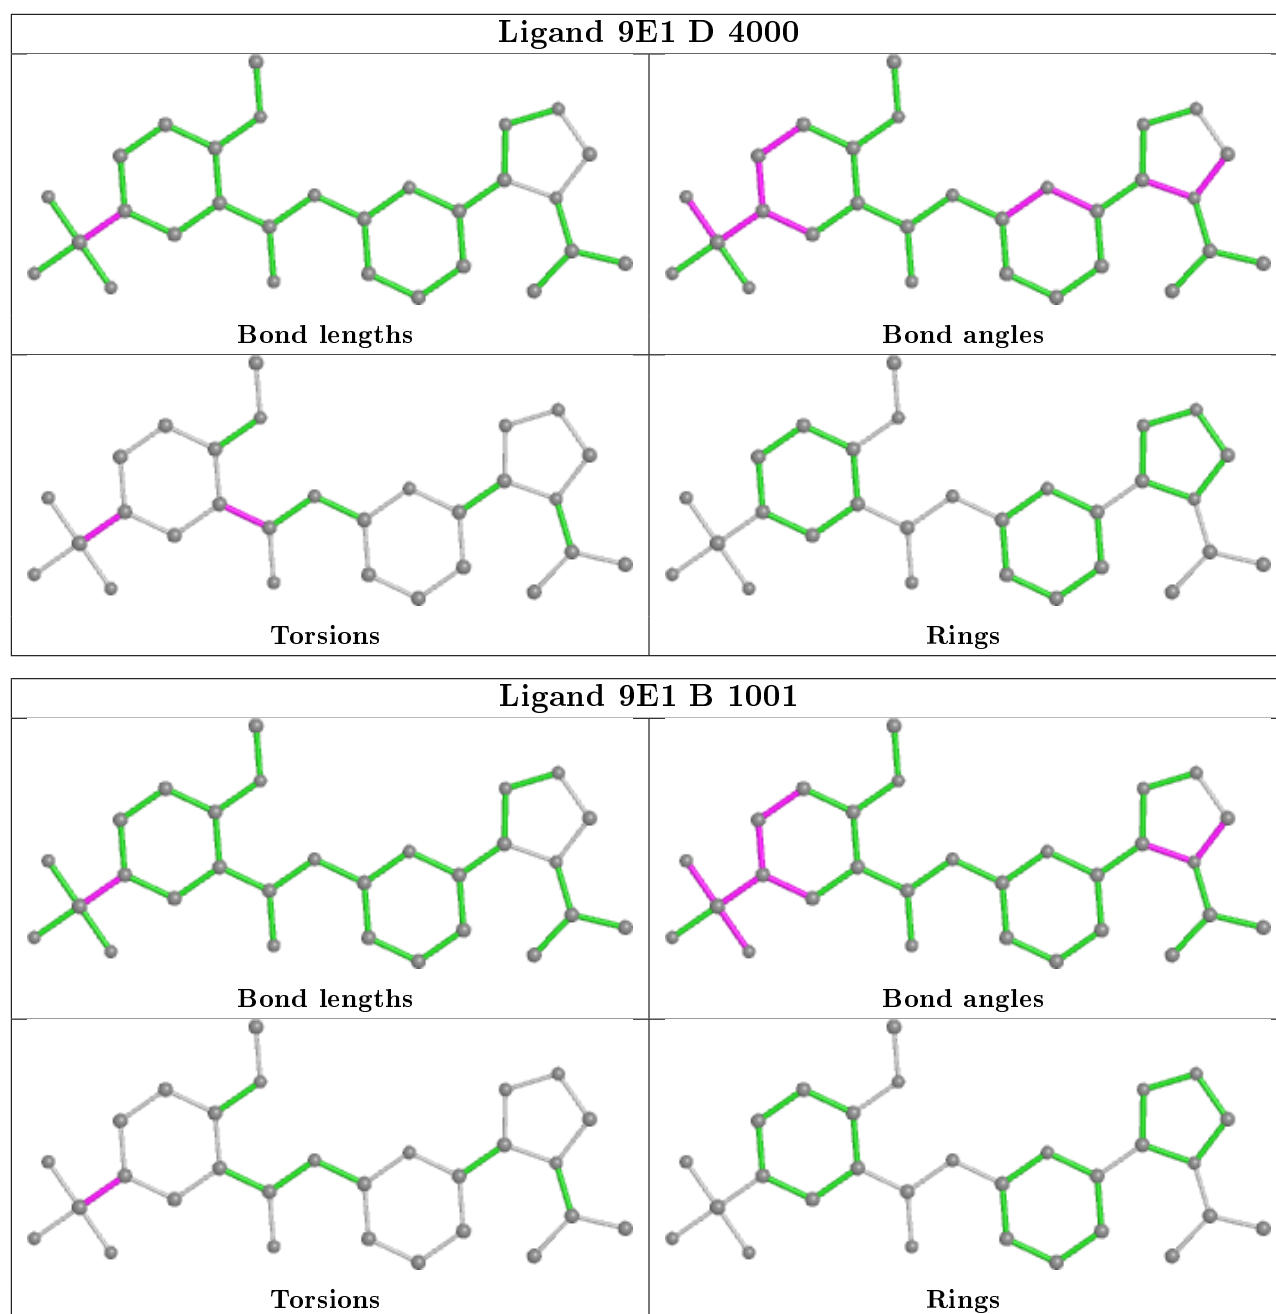 Ligand 9E1 D 4000
Bond lengths
Bond angles
Torsions
Rings
Ligand 9E1 B 1001
Bond lengths
Bond angles
Torsions
Rings